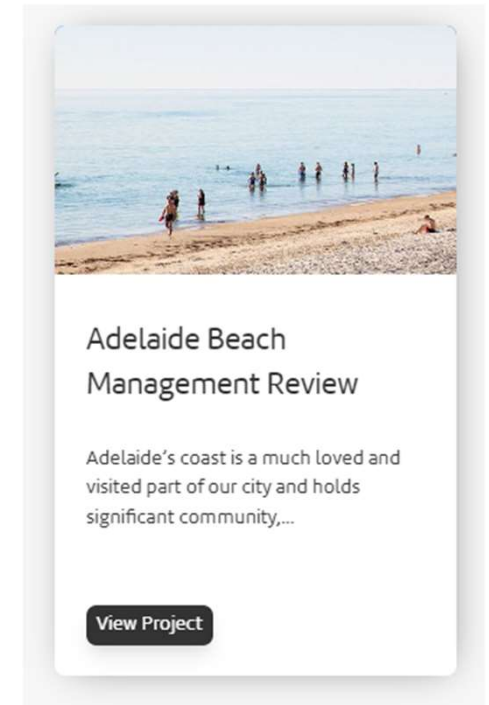 Adelaide Beach
Management Review
Adelaide’s coast is a much loved and
visited part of our city and holds
significant community,...
View Project